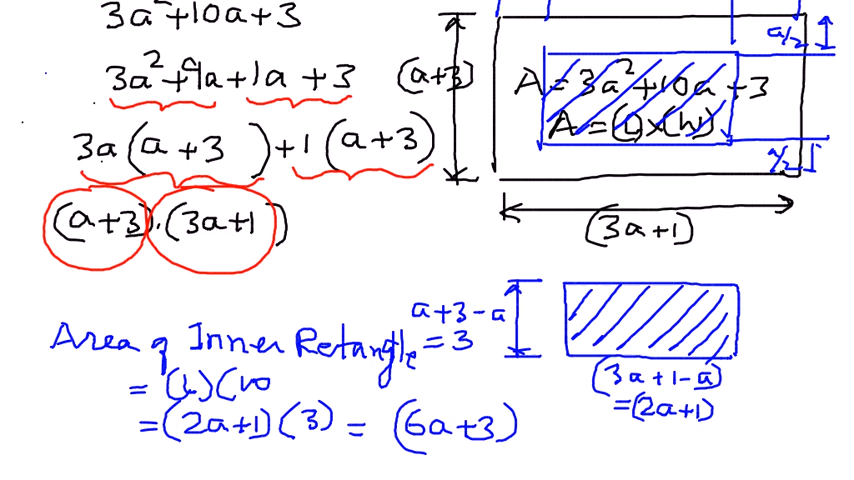 3a²+10a+3
3a²+9a+1a+3
3a(a+3)+1(a+3)
(a+3).(3a+1)
(a+3)
A=3a²+10a+3
A=(L)x(W)
a/2
a/2
(3a+1)
Area of Inner Retangle
a+3-a
=3
=(L)(W)
=(2a+1)(3)=(6a+3)
(3a+1-a)
=(2a+1)